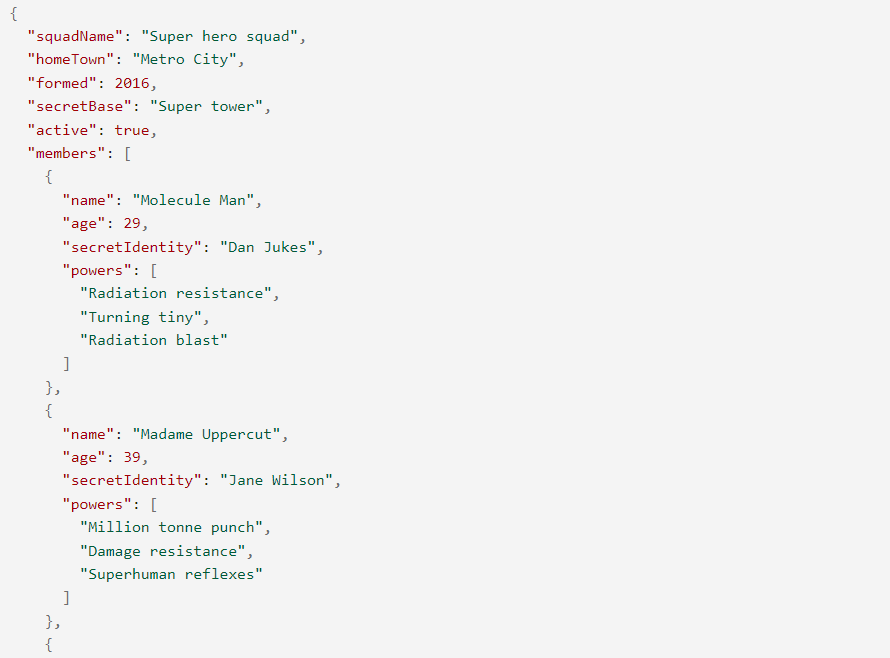 {
  "squadName": "Super hero squad",
  "homeTown": "Metro City",
  "formed": 2016,
  "secretBase": "Super tower",
  "active": true,
  "members": [
    {
      "name": "Molecule Man",
      "age": 29,
      "secretIdentity": "Dan Jukes",
      "powers": [
        "Radiation resistance",
        "Turning tiny",
        "Radiation blast"
      ]
    },
    {
      "name": "Madame Uppercut",
      "age": 39,
      "secretIdentity": "Jane Wilson",
      "powers": [
        "Million tonne punch",
        "Damage resistance",
        "Superhuman reflexes"
      ]
    },
    {